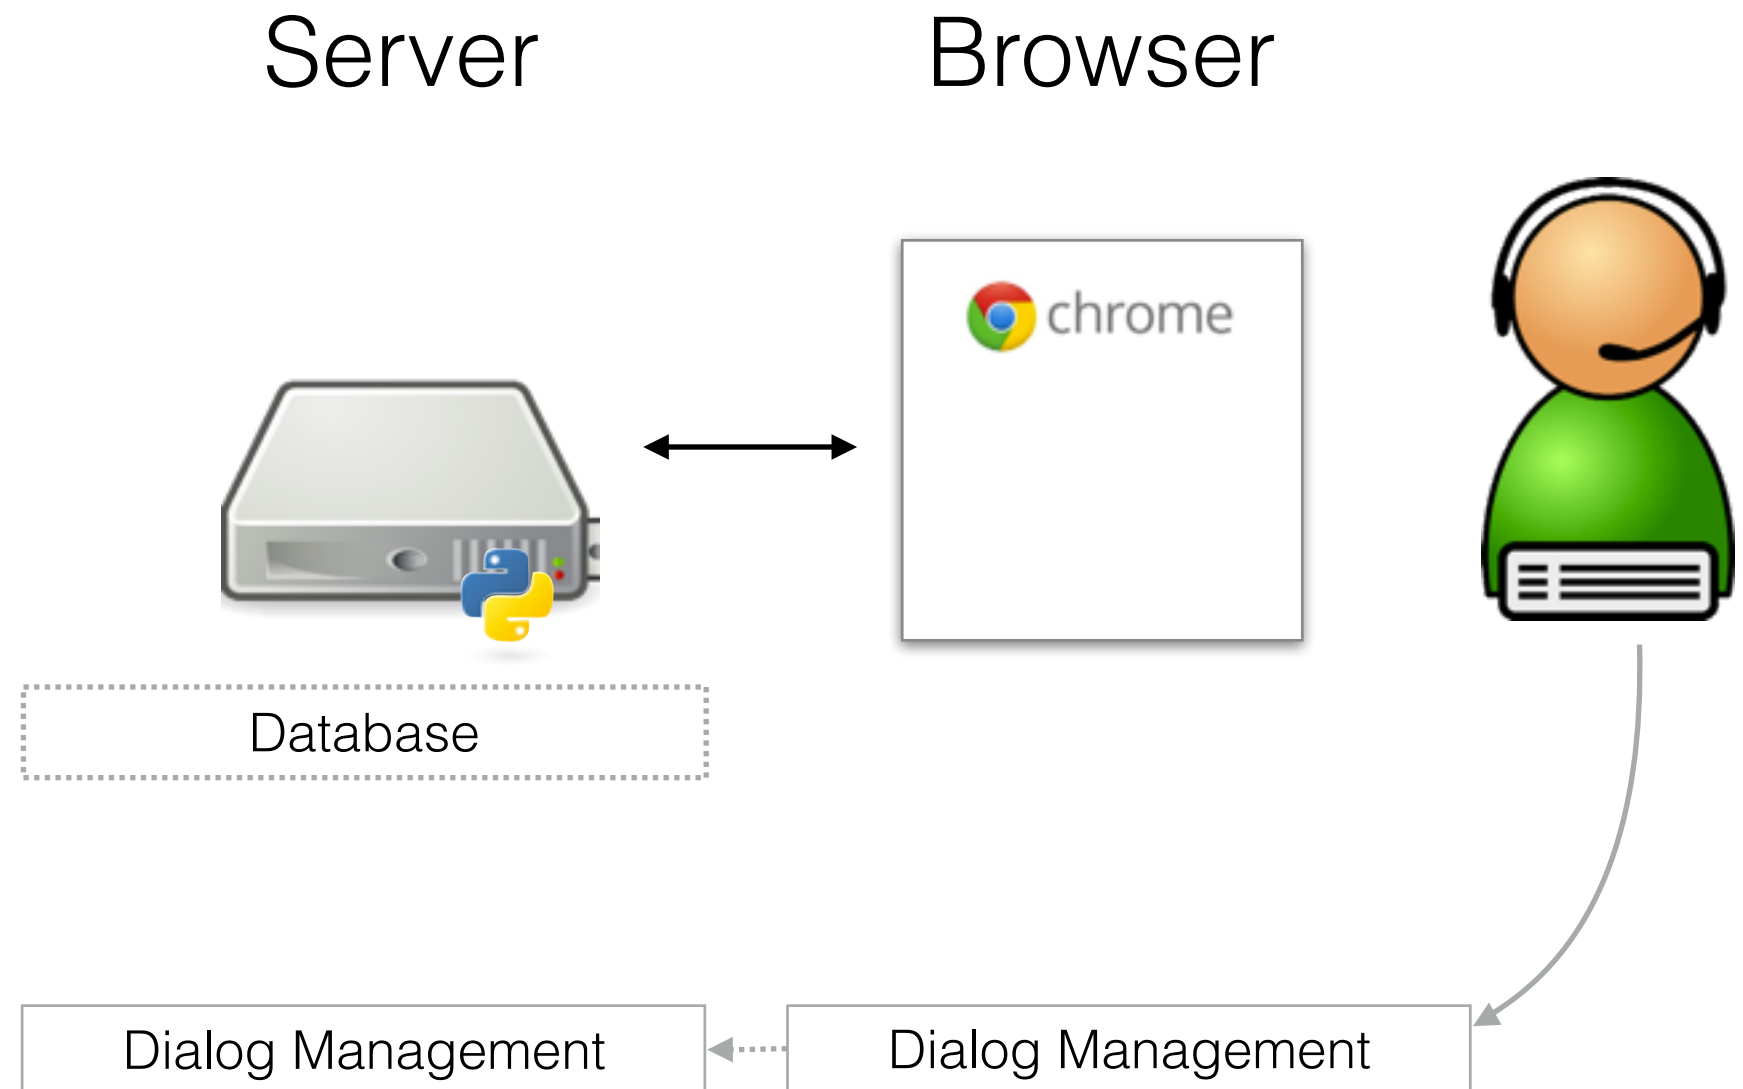 Server
Browser
chrome
Database
Dialog Management
Dialog Management